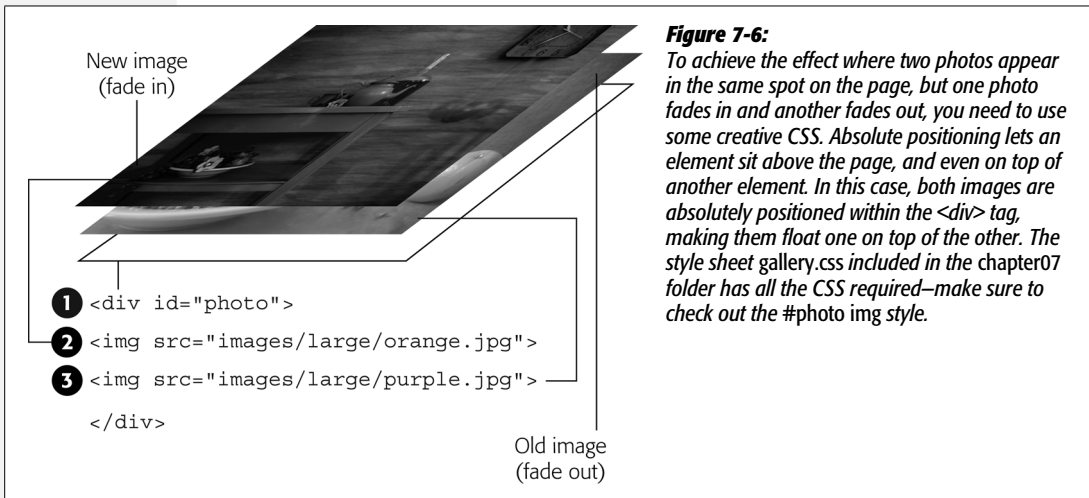 New image
(fade in)
1 <div id="photo">
2 <img src="images/large/orange.jpg">
3 <img src="images/large/purple.jpg">
</div>
Old image
(fade out)
Figure 7-6:
To achieve the effect where two photos appear
in the same spot on the page, but one photo
fades in and another fades out, you need to use
some creative CSS. Absolute positioning lets an
element sit above the page, and even on top of
another element. In this case, both images are
absolutely positioned within the <div> tag,
making them float one on top of the other. The
style sheet gallery.css included in the chapter07
folder has all the CSS required—make sure to
check out the #photo img style.